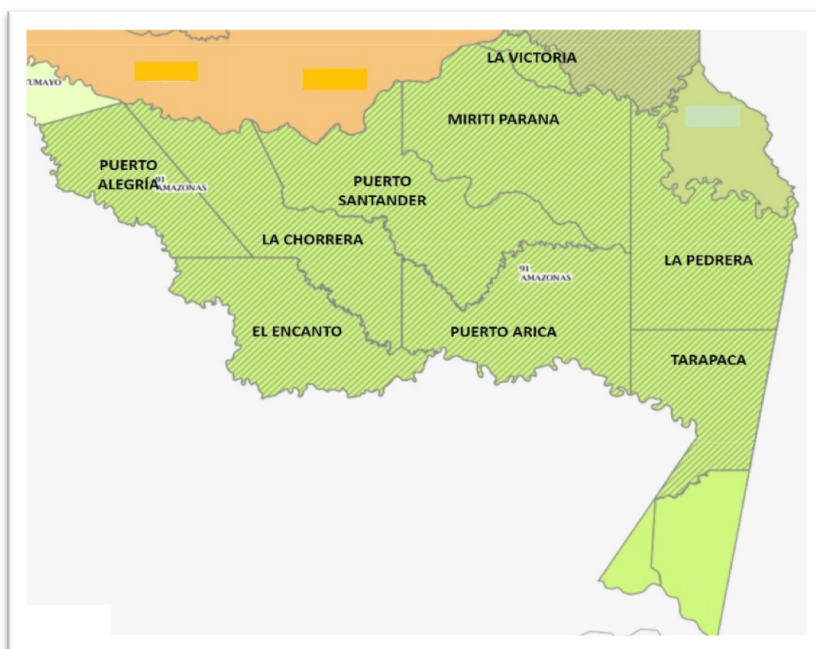 LA VICTORIA
TUMAYO
MIRITI PARANA
PUERTO
ALEGRÍA
91
AMAZONAS
PUERTO
SANTANDER
LA CHORRERA
LA PEDRERA
91
AMAZONAS
EL ENCANTO
PUERTO ARICA
TARAPACA